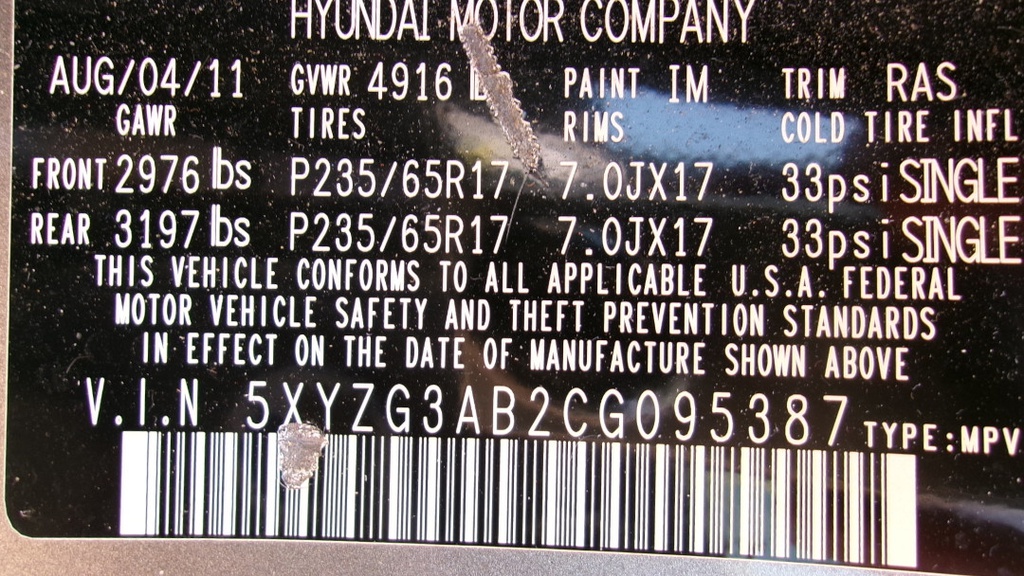 HYUNDAI MOTOR COMPANY
AUG/04/11 GVWR 4916 PAINT IM TRIM RAS
GAWR TIRES RIMS COLD TIRE INFL
FRONT 2976 lbs P235/65R17 7.0JX17 33psi SINGLE
REAR 3197 lbs P235/65R17 7.0JX17 33psi SINGLE
THIS VEHICLE CONFORMS TO ALL APPLICABLE U.S.A. FEDERAL
MOTOR VEHICLE SAFETY AND THEFT PREVENTION STANDARDS
IN EFFECT ON THE DATE OF MANUFACTURE SHOWN ABOVE
V.I.N 5XYZG3AB2CG095387 TYPE:MPV